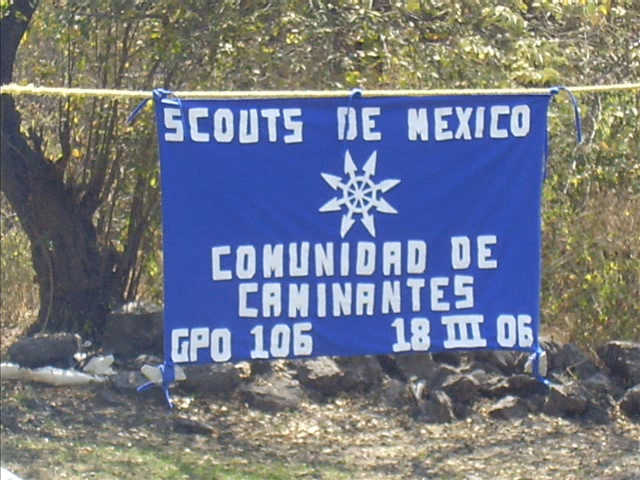 SCOUTS DE MEXICO
COMUNIDAD DE
CAMINANTES
GPO 106 18 III 06